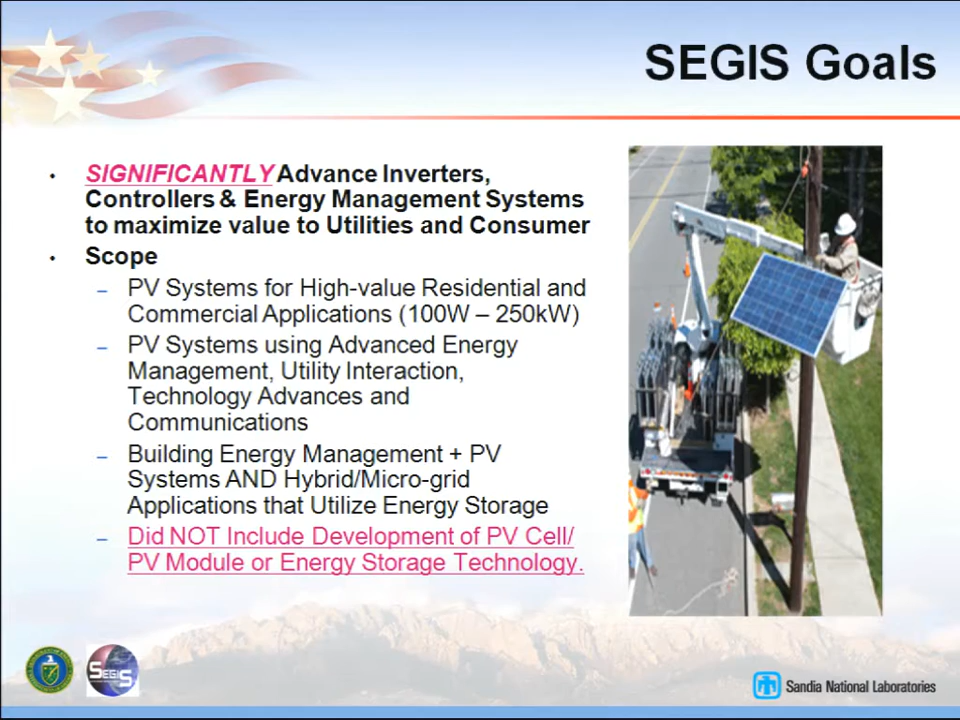 SEGIS Goals
• SIGNIFICANTLY Advance Inverters,
Controllers & Energy Management Systems
to maximize value to Utilities and Consumer
• Scope
– PV Systems for High-value Residential and
Commercial Applications (100W – 250kW)
– PV Systems using Advanced Energy
Management, Utility Interaction,
Technology Advances and
Communications
– Building Energy Management + PV
Systems AND Hybrid/Micro-grid
Applications that Utilize Energy Storage
– Did NOT Include Development of PV Cell/
PV Module or Energy Storage Technology.
SEGIS
Sandia National Laboratories